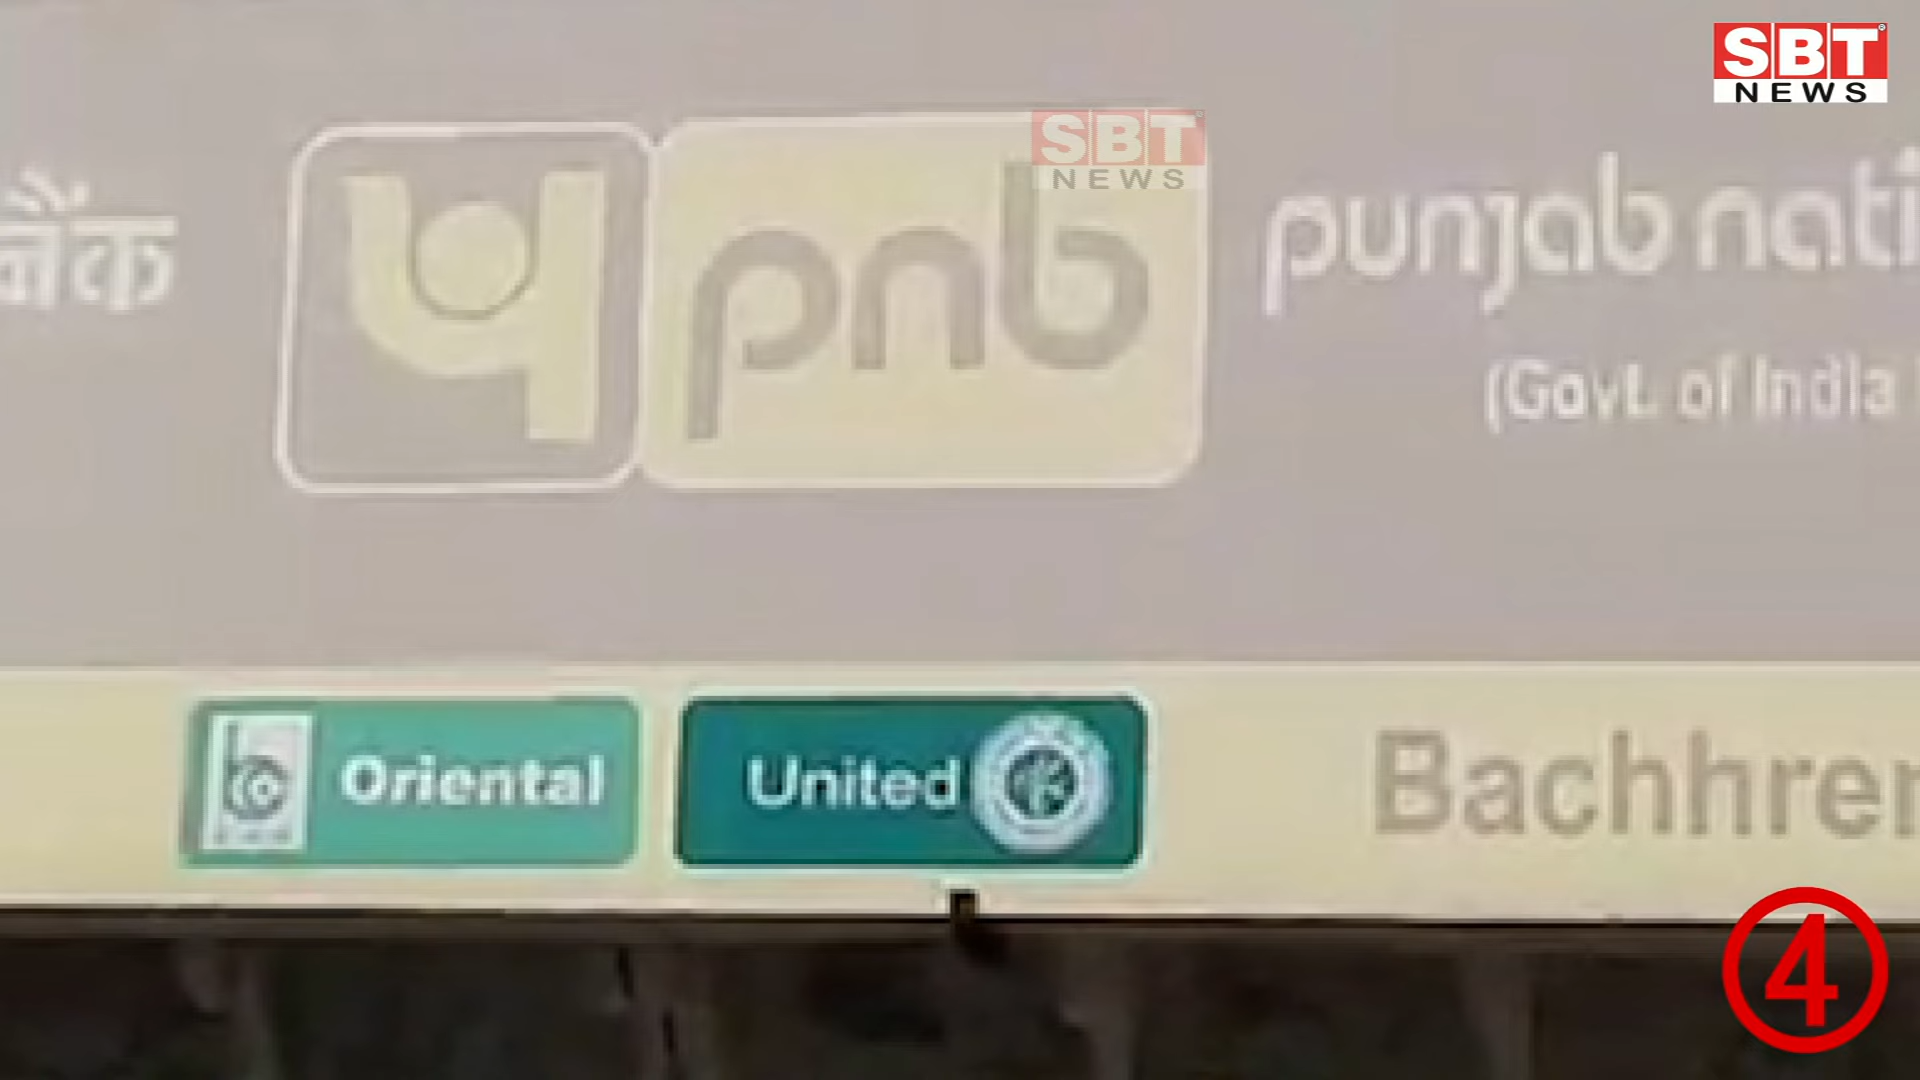 SBT
NEWS
SBT
NEWS
बैंक
प pnb
punjab nati
(Govt. of India
Oriental
United
Bachhrer
4